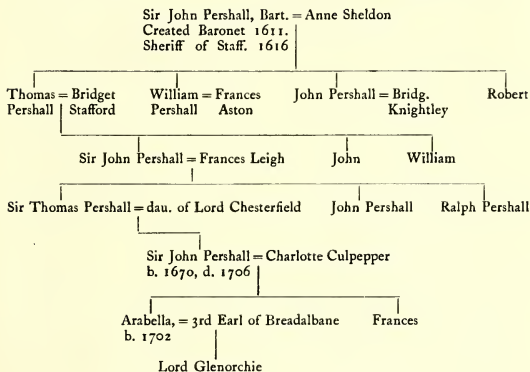 Sir John Pershall, Bart. = Anne Sheldon
Created Baronet 1611.
Sheriff of Staff. 1616
Thomas = Bridget William = Frances John Pershall = Bridg. Robert
Pershall Stafford Pershall Aston Knightley
Sir John Pershall = Frances Leigh John William
Sir Thomas Pershall = dau. of Lord Chesterfield John Pershall Ralph Pershall
Sir John Pershall = Charlotte Culpepper
b. 1670, d. 1706
Arabella, = 3rd Earl of Breadalbane Frances
b. 1702
Lord Glenorchie